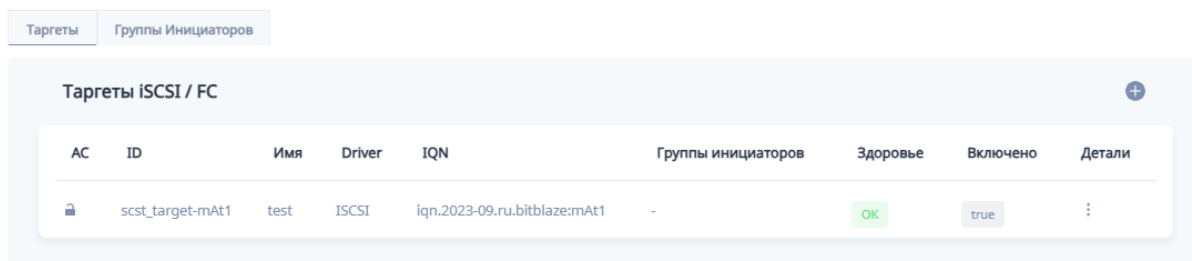 Таргеты Группы Инициаторов
Таргеты iSCSI / FC
AC ID Имя Driver IQN Группы инициаторов Здоровье Включено Детали
scst_target-mAt1 test ISCSI iqn.2023-09.ru.bitblaze:mAt1 - OK true